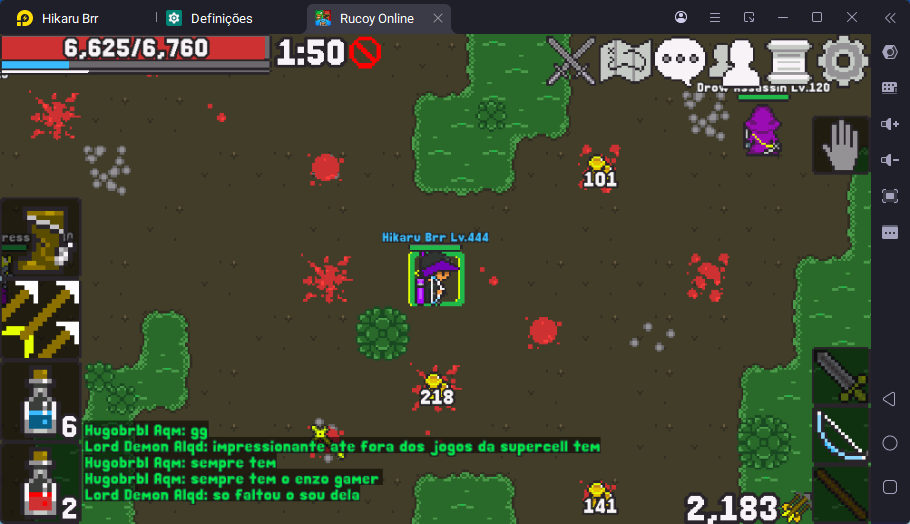 Hikaru Brr
Definições
Rucoy Online
6,625/6,760
1:50
Drow Assassin Lv.120
101
Hikaru Brr Lv.444
218
6
2
Hugobrbl Aqm: gg
Lord Demon Alqd: impressionante ate fora dos jogos da supercell tem
Hugobrbl Aqm: sempre tem
Hugobrbl Aqm: sempre tem o enzo gamer
Lord Demon Alqd: so faltou o sou dela
141
2,183